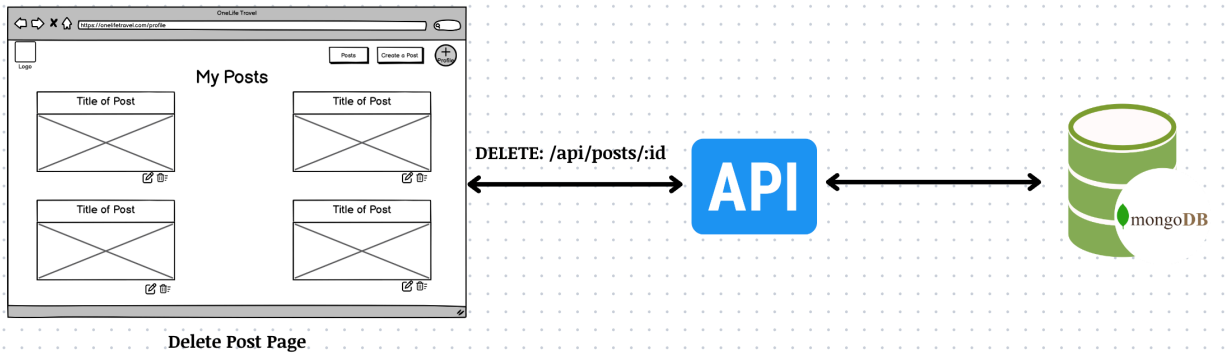 OneLife Travel
https://onelifetravel.com/profile
Logo
Posts
Create a Post
Profile
My Posts
Title of Post
Title of Post
Title of Post
Title of Post
Delete Post Page
DELETE: /api/posts/:id
API
mongoDB